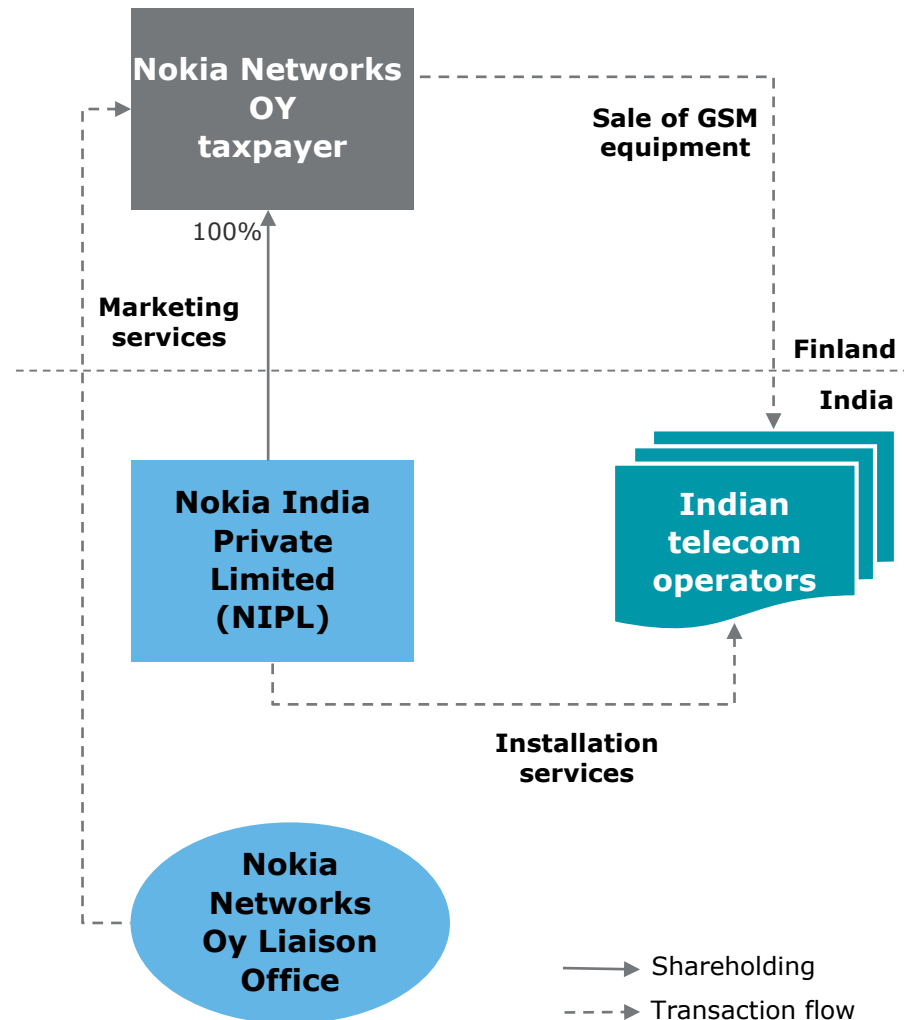 Nokia Networks
OY
taxpayer
Sale of GSM
equipment
100%
Marketing
services
Finland
India
Nokia India
Private
Limited
(NIPL)
Indian
telecom
operators
Installation
services
Nokia
Networks
Oy Liaison
Office
Shareholding
Transaction flow